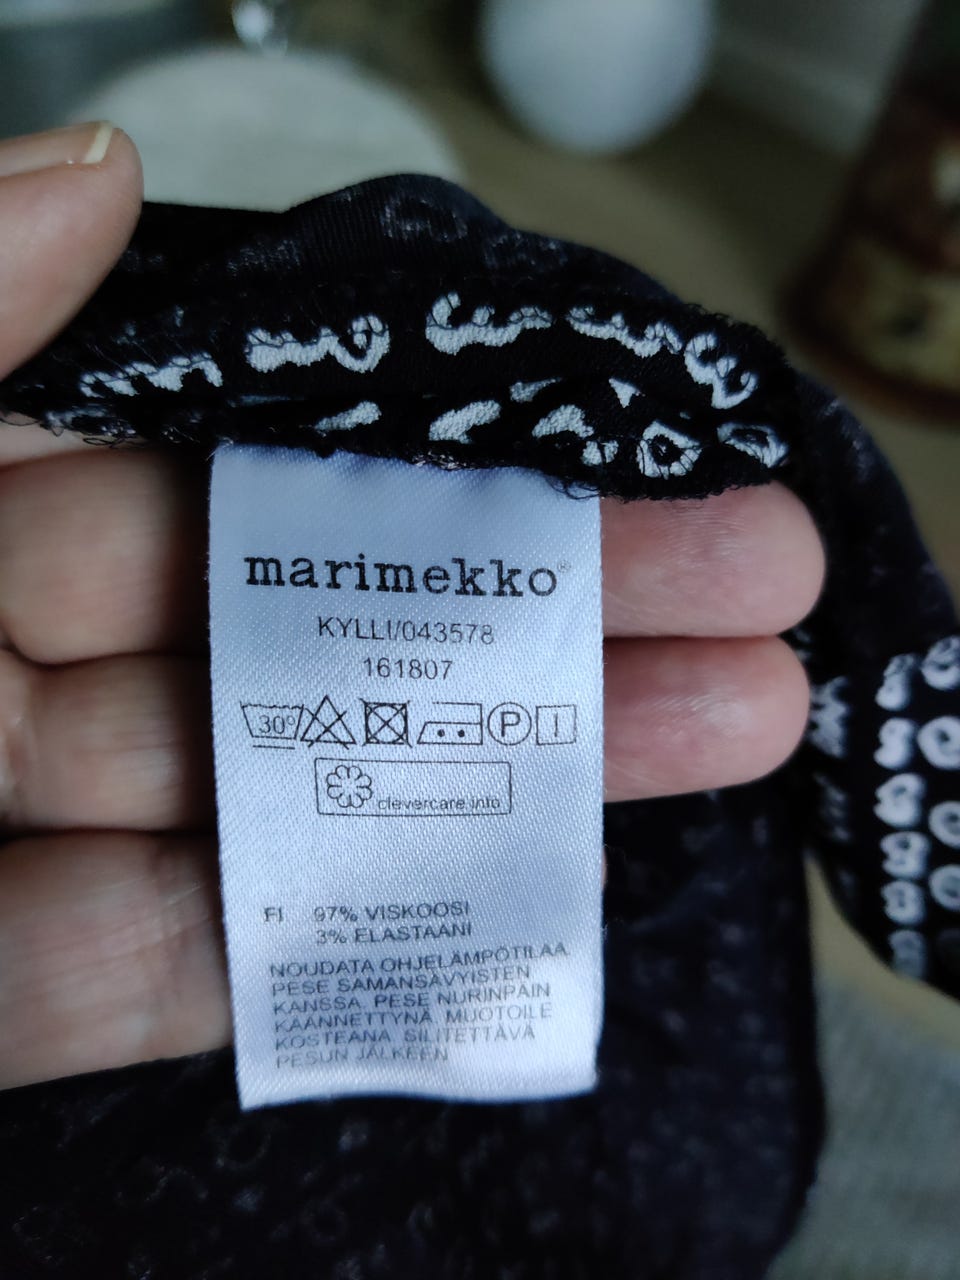 marimekko®
KYLLI/043578
161807
30° P
clevercare.info
FI 97% VISKOOSI
3% ELASTAANI
NOUDATA OHJELÄMPÖTILAA
PESE SAMANSÄVYISTEN
KANSSA. PESE NURINPÄIN
KÄÄNNETTYNÄ. MUOTOILE
KOSTEANA. SILITETTÄVÄ
PESUN JÄLKEEN